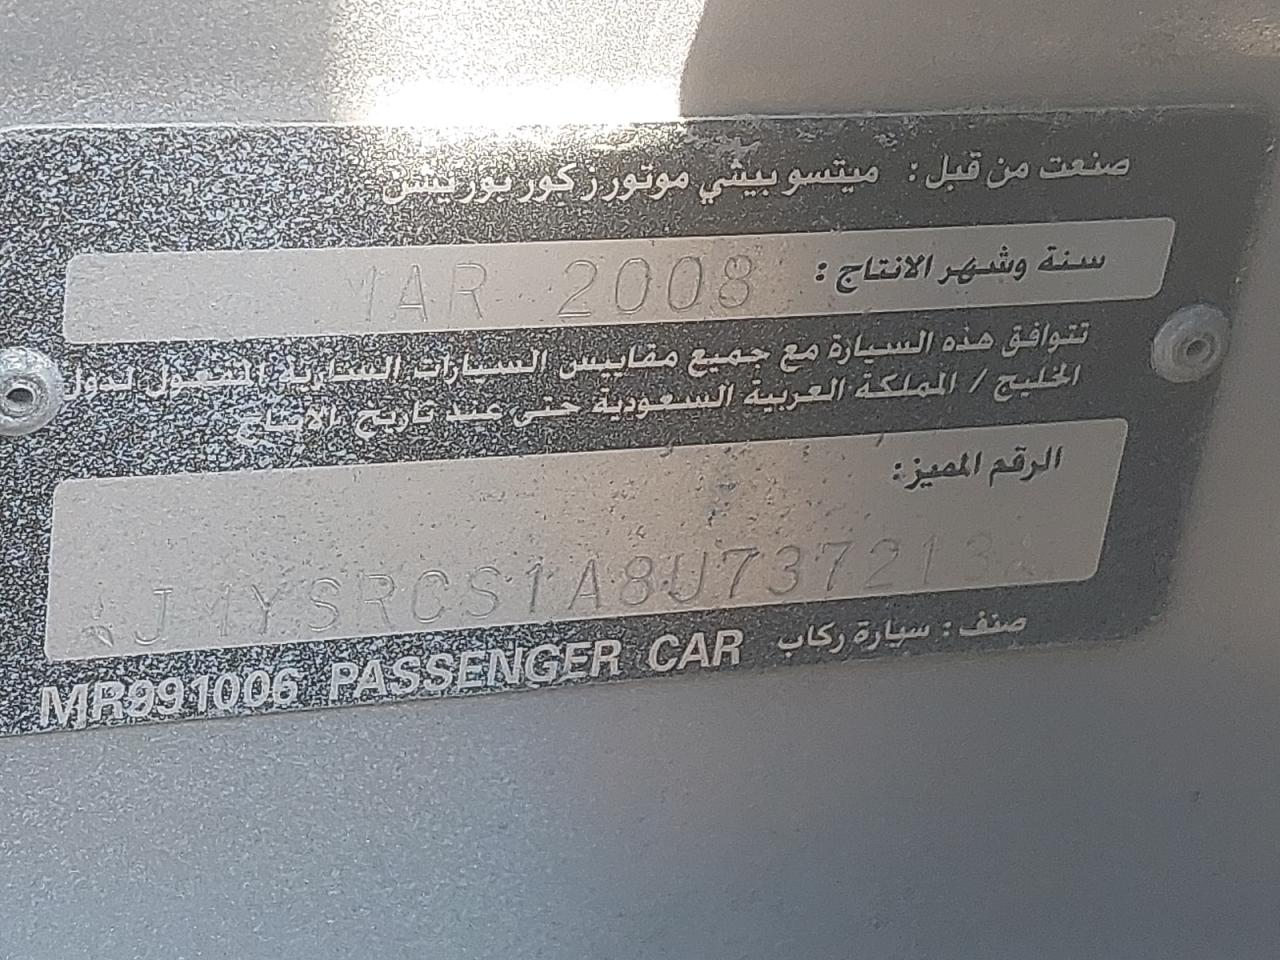 صنعت من قبل : ميتسوبيشي موتورز كوربوريشن
سنة وشهر الانتاج : MAR 2008
تتوافق هذه السيارة مع جميع مقاييس السيارات السارية المفعول لدول
الخليج / المملكة العربية السعودية حتى عند تاريخ الانتاج
الرقم المميز :
*JMYSRCS1A8U737213*
MR991006 PASSENGER CAR صنف : سيارة ركاب